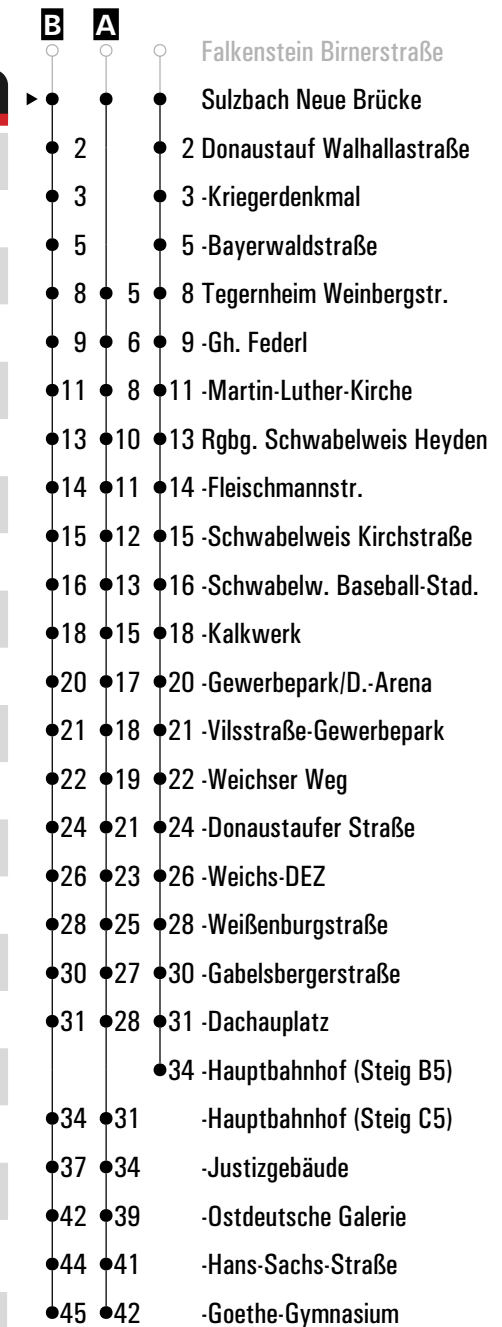 B A
Falkenstein Birnerstraße
Sulzbach Neue Brücke
2 2 Donaustauf Walhallastraße
3 3 -Kriegerdenkmal
5 5 -Bayerwaldstraße
8 5 8 Tegernheim Weinbergstr.
9 6 9 -Gh. Federl
11 8 11 -Martin-Luther-Kirche
13 10 13 Rgbg. Schwabelweis Heyden
14 11 14 -Fleischmannstr.
15 12 15 -Schwabelweis Kirchstraße
16 13 16 -Schwabelw. Baseball-Stad.
18 15 18 -Kalkwerk
20 17 20 -Gewerbepark/D.-Arena
21 18 21 -Vilsstraße-Gewerbepark
22 19 22 -Weichser Weg
24 21 24 -Donaustaufer Straße
26 23 26 -Weichs-DEZ
28 25 28 -Weißenburgstraße
30 27 30 -Gabelsbergerstraße
31 28 31 -Dachauplatz
34 -Hauptbahnhof (Steig B5)
34 31 -Hauptbahnhof (Steig C5)
37 34 -Justizgebäude
42 39 -Ostdeutsche Galerie
44 41 -Hans-Sachs-Straße
45 42 -Goethe-Gymnasium